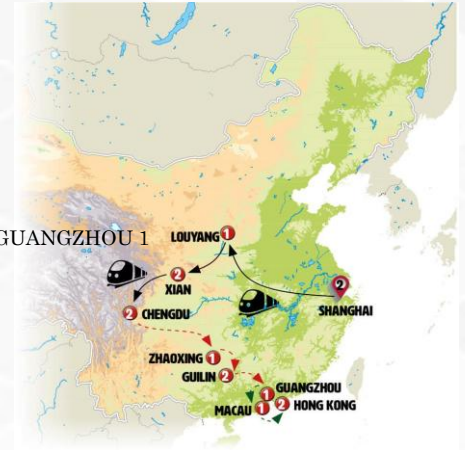 GUANGZHOU 1
LOUYANG 1
2
XIAN
2 CHENGDU
2
SHANGHAI
ZHAOXING 1
GUILIN 2
1 GUANGZHOU
MACAU 1 2 HONG KONG